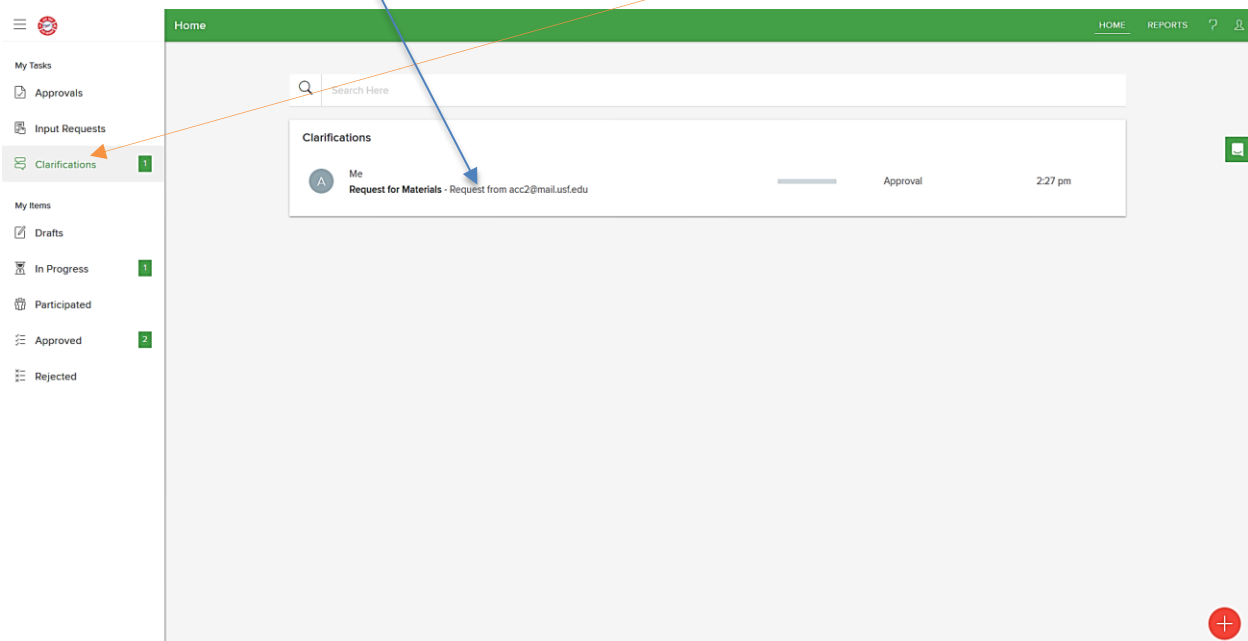 Home
HOME REPORTS ?
My Tasks
Approvals
Input Requests
Clarifications 1
My Items
Drafts
In Progress 1
Participated
Approved 2
Rejected
Search Here
Clarifications
A
Me
Request for Materials - Request from acc2@mail.usf.edu
Approval
2:27 pm